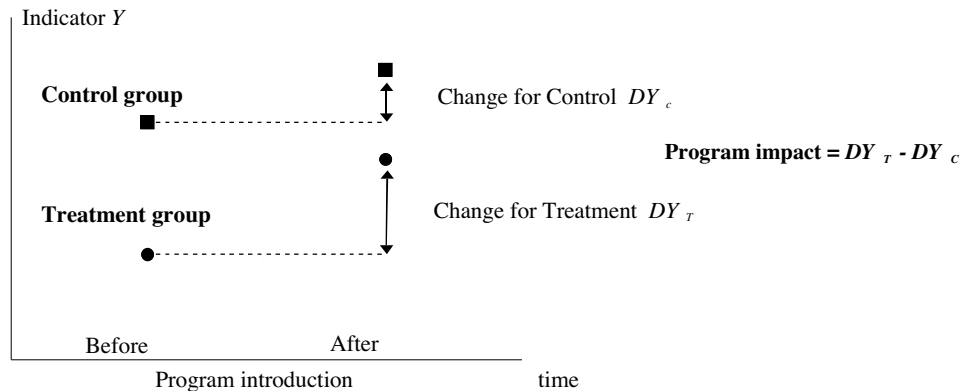 Indicator Y
Control group
Change for Control DY c
Program impact = DY T - DY C
Treatment group
Change for Treatment DY T
Before
After
Program introduction
time